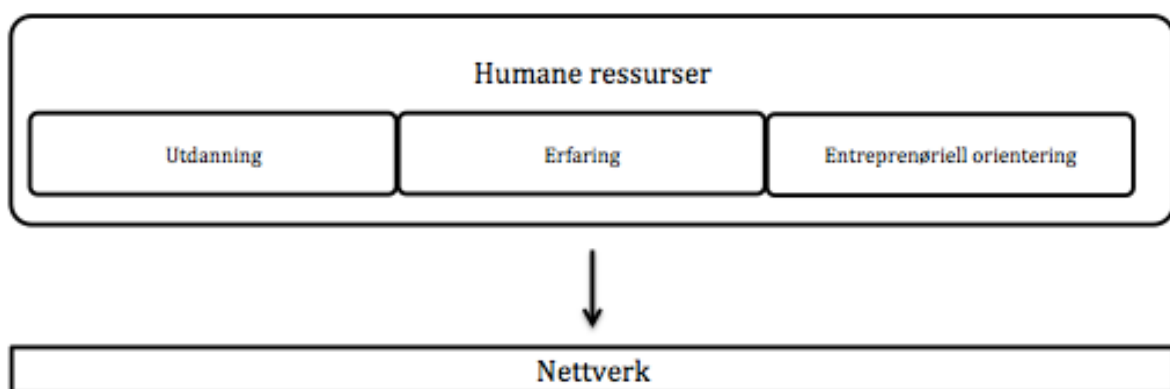 Humane ressurser
Utdanning Erfaring Entreprenøriell orientering
Nettverk